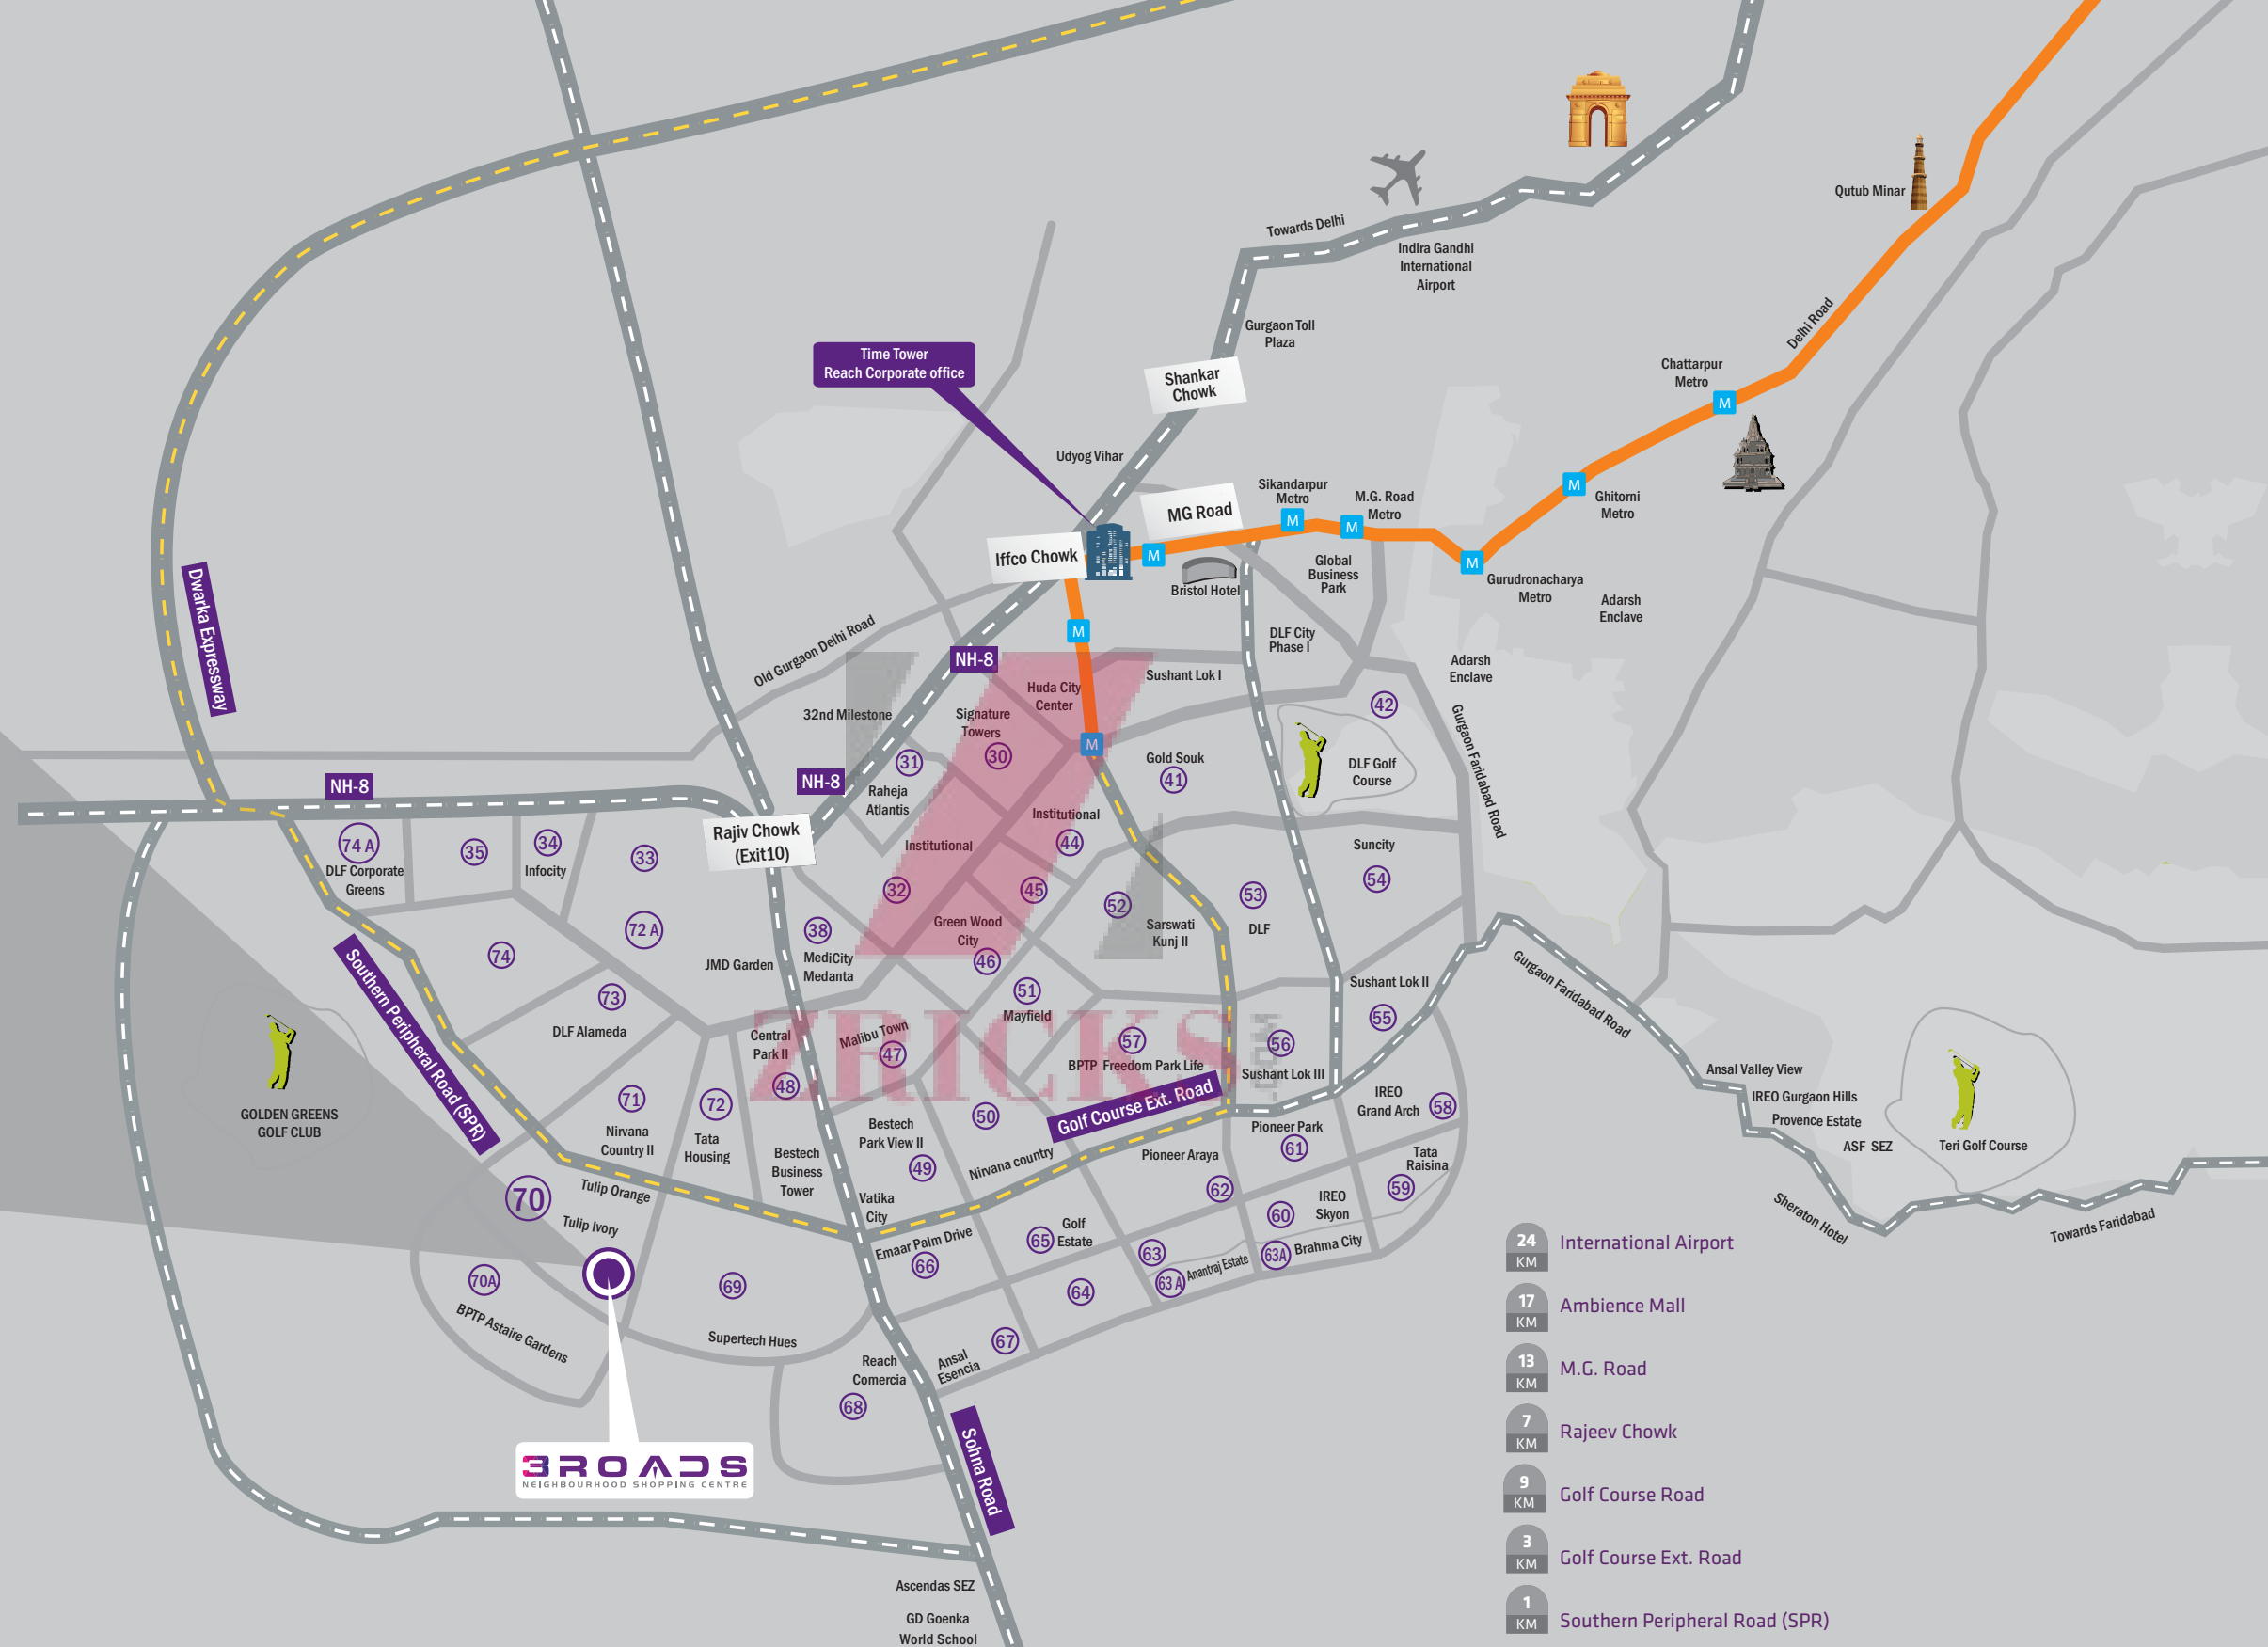 Towards Delhi
Indira Gandhi
International
Airport
Qutub Minar
Gurgaon Toll
Plaza
Delhi Road
Time Tower
Reach Corporate office
Shankar
Chowk
Chattarpur
Metro
M
Udyog Vihar
MG Road
Sikandarpur
Metro
M
M.G. Road
Metro
M
M
Ghitorni
Metro
Iffco Chowk
M
Bristol Hotel
Global
Business
Park
M
Gurudronacharya
Metro
Adarsh
Enclave
Dwarka Expressway
Old Gurgaon Delhi Road
M
DLF City
Phase I
NH-8
Huda City
Center
Sushant Lok I
Adarsh
Enclave
32nd Milestone
Signature
Towers
30
42
Gurgaon Faridabad Road
M
31
Gold Souk
41
DLF Golf
Course
NH-8
NH-8
Raheja
Atlantis
Rajiv Chowk
(Exit10)
Institutional
44
Institutional
74 A
DLF Corporate
Greens
35
34
Infocity
33
Suncity
54
32
45
52
53
DLF
Sarswati
Kunj II
72 A
38
MediCity
Medanta
Green Wood
City
46
JMD Garden
74
Southern Peripheral Road (SPR)
73
DLF Alameda
51
Mayfield
Sushant Lok II
55
Gurgaon Faridabad Road
Central
Park II
48
Malibu Town
47
ZRICKS
57
BPTP Freedom Park Life
56
Sushant Lok III
Golf Course Ext. Road
GOLDEN GREENS
GOLF CLUB
71
Nirvana
Country II
72
Tata
Housing
50
Bestech
Park View II
49
Bestech
Business
Tower
IREO
Grand Arch
58
Ansal Valley View
IREO Gurgaon Hills
Provence Estate
ASF SEZ
Teri Golf Course
Pioneer Park
61
Pioneer Araya
Nirvana country
Tata
Raisina
59
62
70
Tulip Orange
Tulip Ivory
Vatika
City
Emaar Palm Drive
66
65
Golf
Estate
60
IREO
Skyon
63
63 A
Anantraj Estate
63A
Brahma City
Sheraton Hotel
Towards Faridabad
70A
BPTP Astaire Gardens
69
Supertech Hues
64
67
Ansal
Esencia
Reach
Comercia
68
Sohna Road
3ROADS
NEIGHBOURHOOD SHOPPING CENTRE
Ascendas SEZ
GD Goenka
World School
24
KM
International Airport
17
KM
Ambience Mall
13
KM
M.G. Road
7
KM
Rajeev Chowk
9
KM
Golf Course Road
3
KM
Golf Course Ext. Road
1
KM
Southern Peripheral Road (SPR)